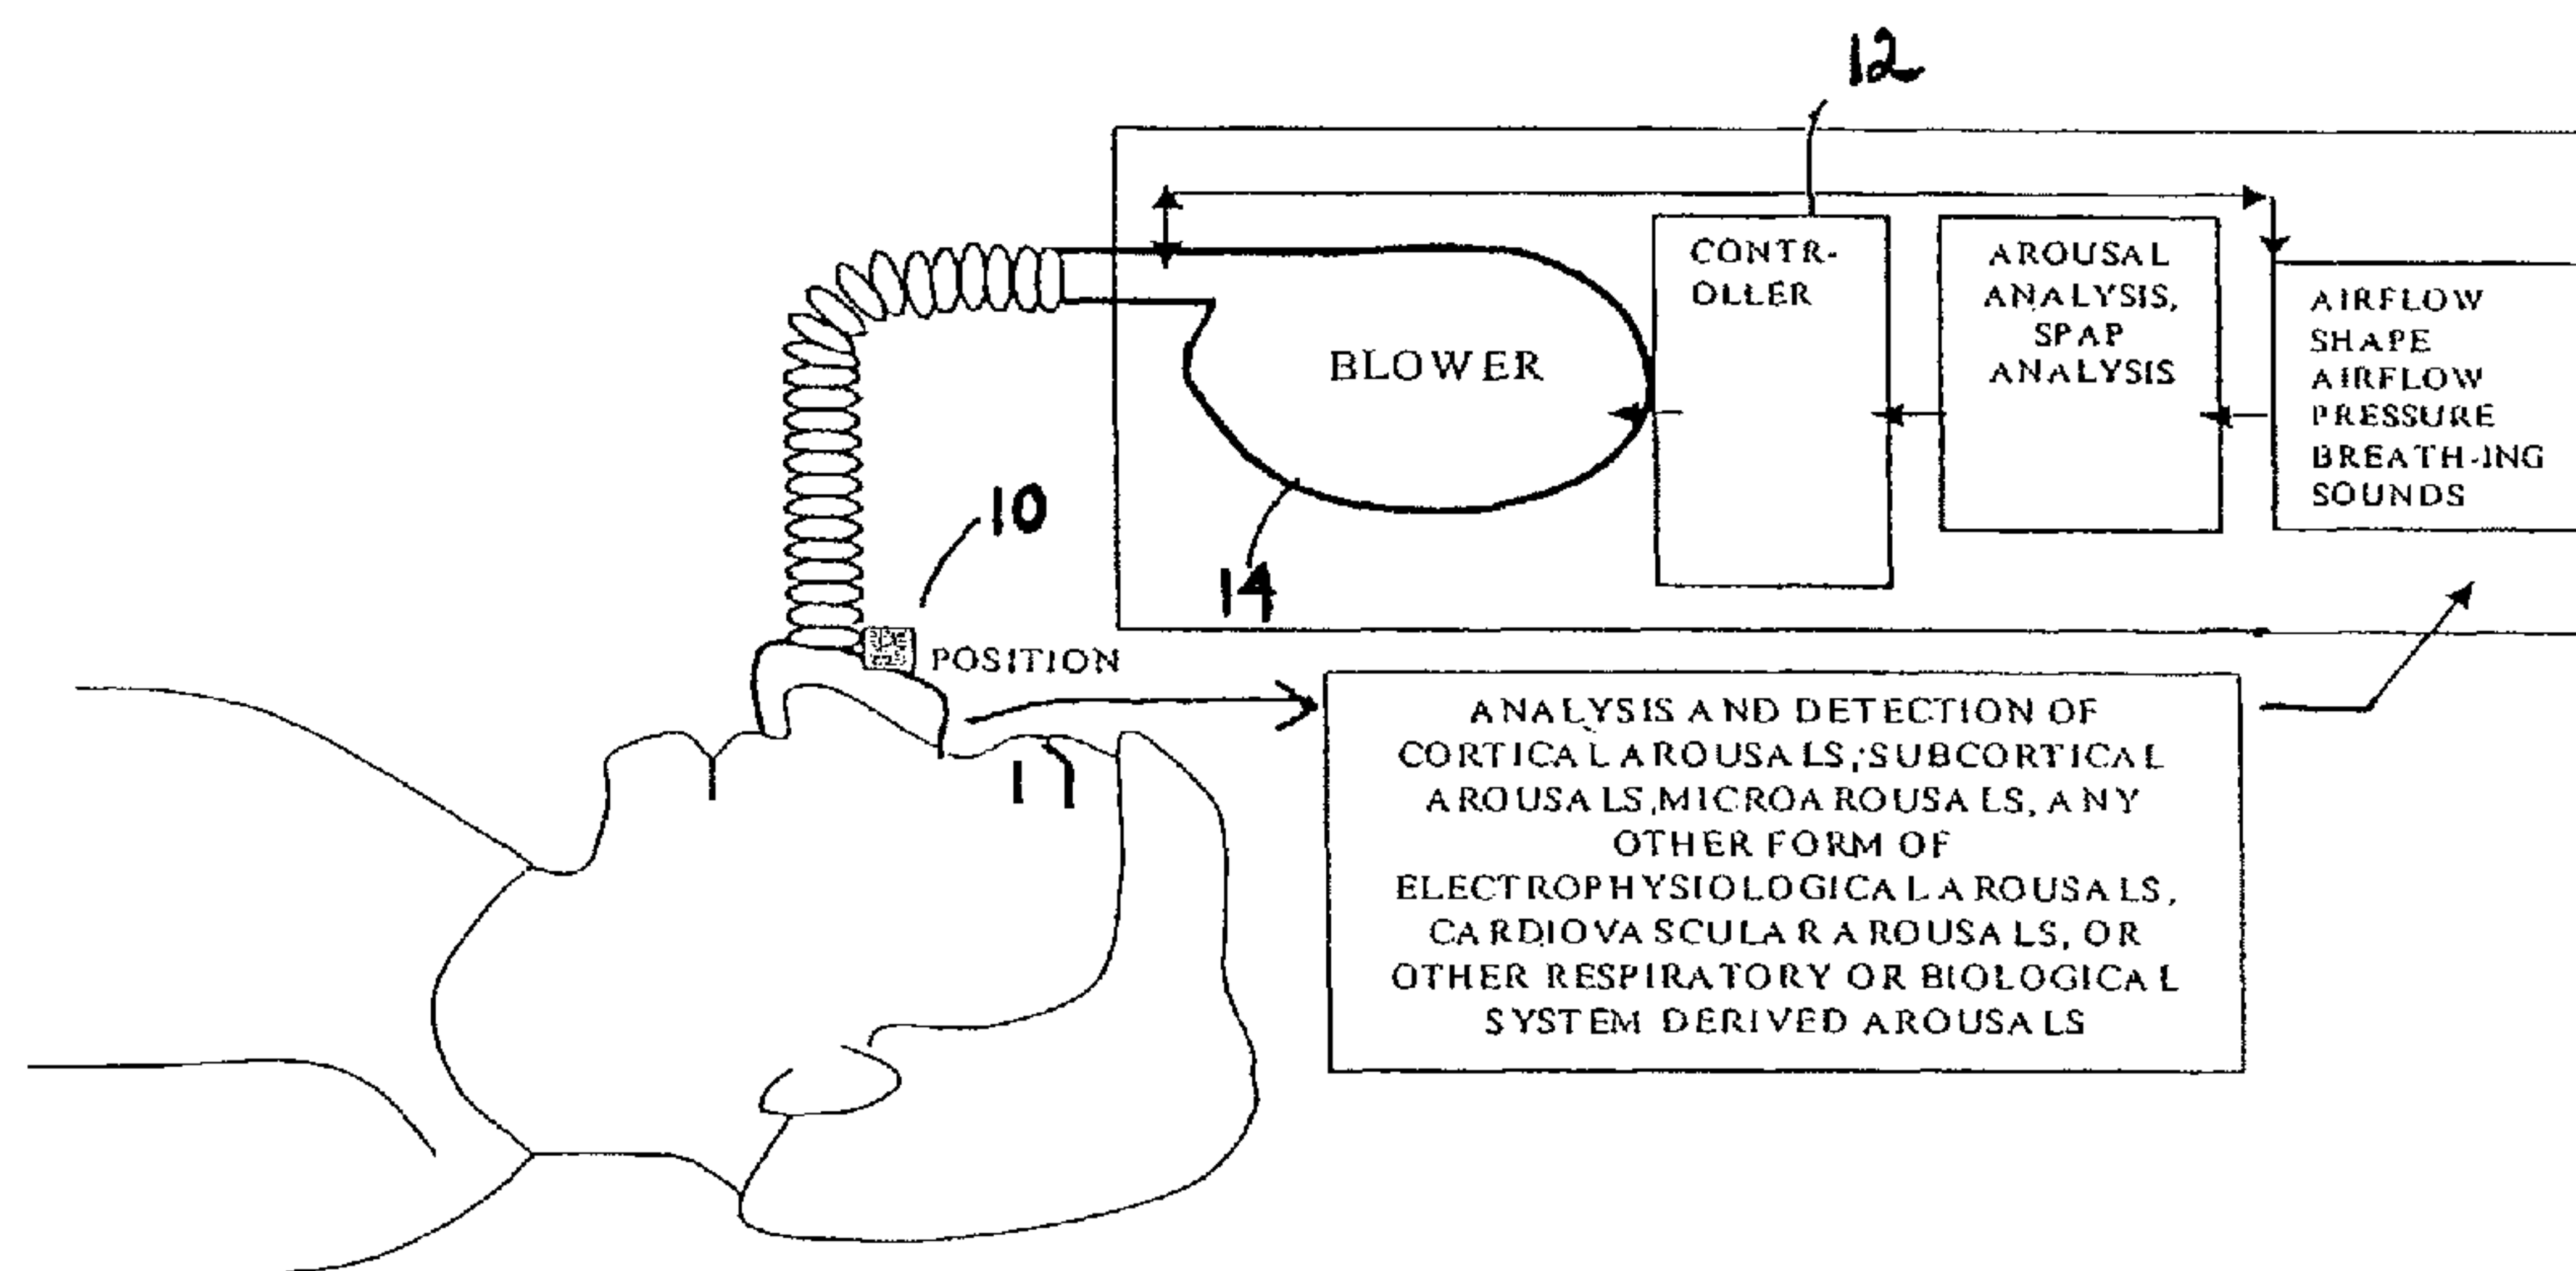 12
CONTR-
OLLER
AROUSAL
ANALYSIS,
SPAP
ANALYSIS
AIRFLOW
SHAPE
AIRFLOW
PRESSURE
BREATH-ING
SOUNDS
BLOWER
10
14
POSITION
11
ANALYSIS AND DETECTION OF
CORTICAL AROUSALS, SUBCORTICAL
AROUSALS, MICROAROUSALS, ANY
OTHER FORM OF
ELECTROPHYSIOLOGICAL AROUSALS,
CARDIOVASCULAR AROUSALS, OR
OTHER RESPIRATORY OR BIOLOGICAL
SYSTEM DERIVED AROUSALS